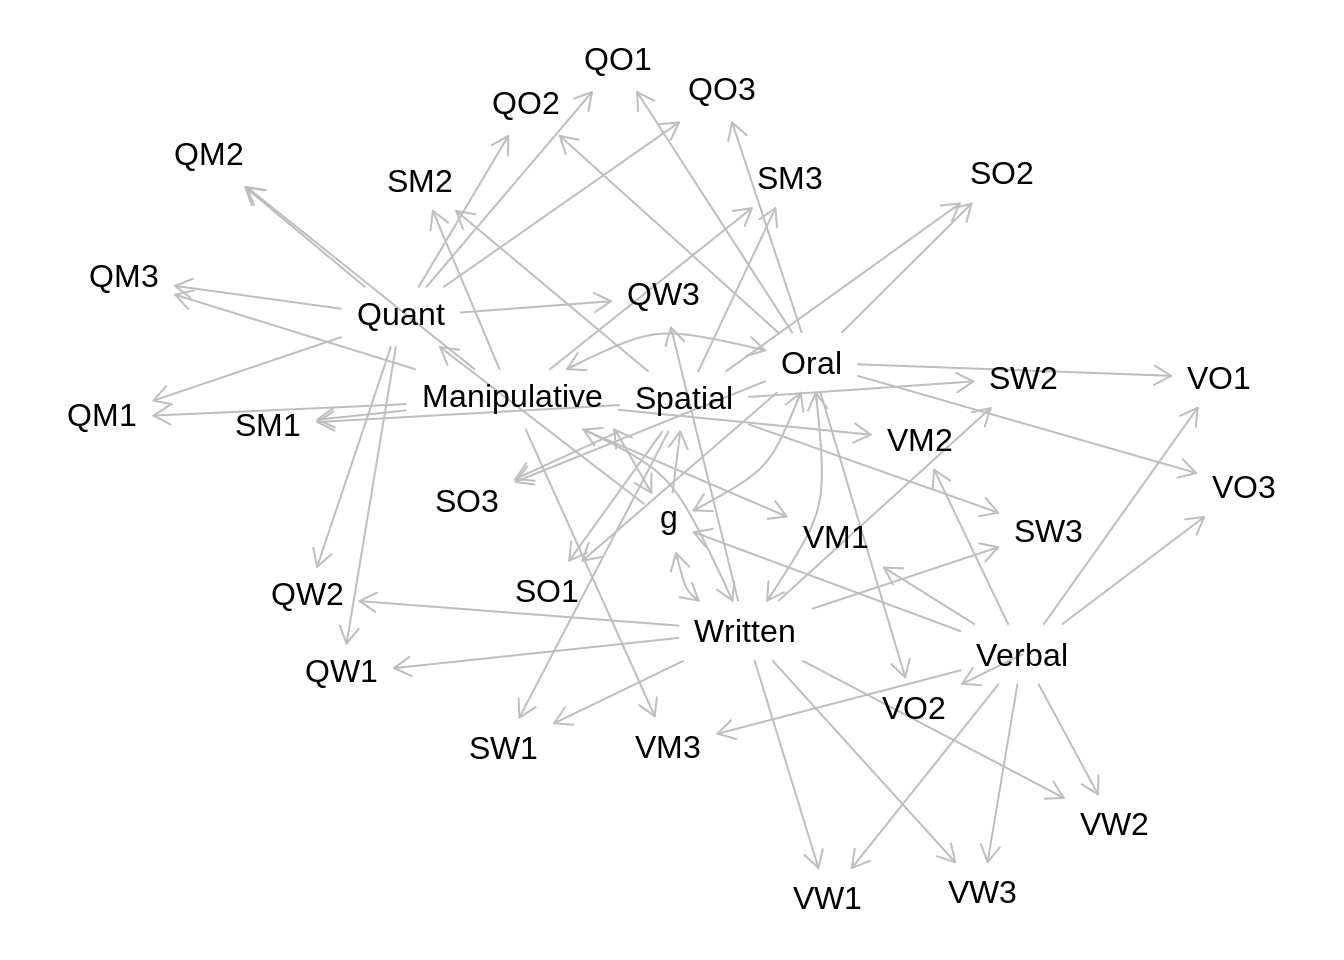 QO1
QO3
QO2
QM2
SO2
SM3
SM2
QM3
QW3
Quant
Oral
SW2
VO1
Manipulative
Spatial
QM1
SM1
VM2
VO3
SO3
g
SW3
VM1
SO1
QW2
Written
Verbal
QW1
VO2
SW1
VM3
VW2
VW3
VW1